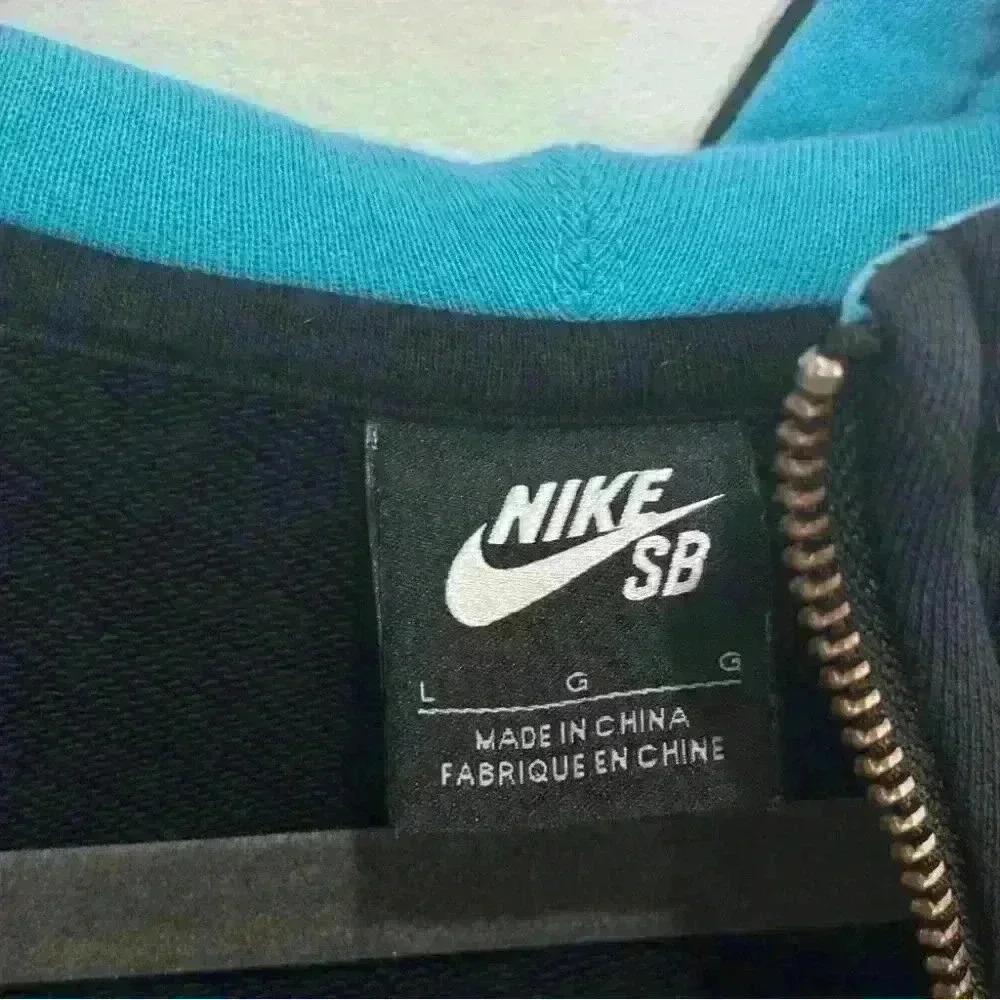 NIKE
SB
L G G
MADE IN CHINA
FABRIQUE EN CHINE